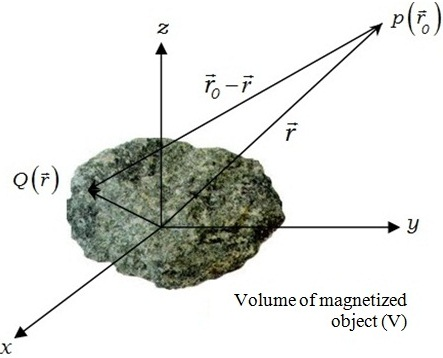 z
p(r⃗₀)
r⃗₀−r⃗
r⃗
Q(r⃗)
y
Volume of magnetized
object (V)
x